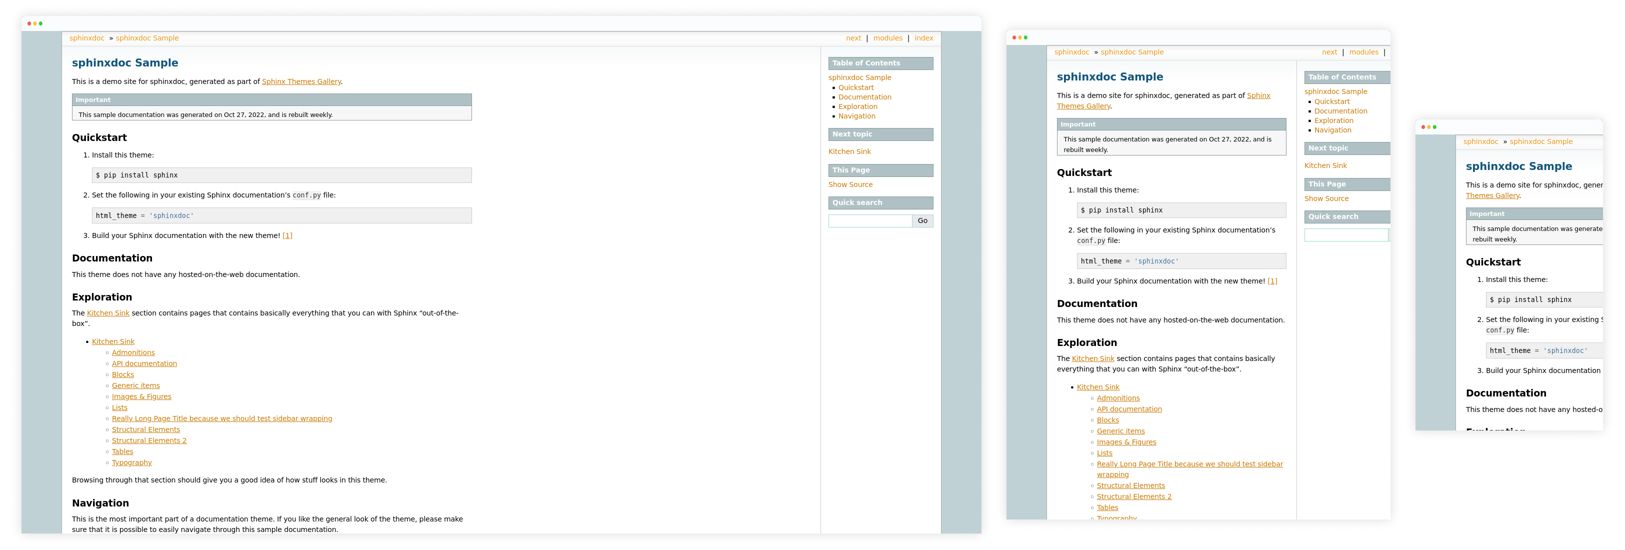 sphinxdoc » sphinxdoc Sample
next | modules | index
sphinxdoc Sample
This is a demo site for sphinxdoc, generated as part of Sphinx Themes Gallery.
Important
This sample documentation was generated on Oct 27, 2022, and is rebuilt weekly.
Quickstart
1. Install this theme:
$ pip install sphinx
2. Set the following in your existing Sphinx documentation's conf.py file:
html_theme = 'sphinxdoc'
3. Build your Sphinx documentation with the new theme! [1]
Documentation
This theme does not have any hosted-on-the-web documentation.
Exploration
The Kitchen Sink section contains pages that contains basically everything that you can with Sphinx "out-of-the-
box".
Kitchen Sink
Admonitions
API documentation
Blocks
Generic items
Images & Figures
Lists
Really Long Page Title because we should test sidebar wrapping
Structural Elements
Structural Elements 2
Tables
Typography
Browsing through that section should give you a good idea of how stuff looks in this theme.
Navigation
This is the most important part of a documentation theme. If you like the general look of the theme, please make
sure that it is possible to easily navigate through this sample documentation.
Table of Contents
sphinxdoc Sample
Quickstart
Documentation
Exploration
Navigation
Next topic
Kitchen Sink
This Page
Show Source
Quick search
Go
sphinxdoc » sphinxdoc Sample
next | modules |
sphinxdoc Sample
This is a demo site for sphinxdoc, generated as part of Sphinx
Themes Gallery.
Important
This sample documentation was generated on Oct 27, 2022, and is
rebuilt weekly.
Quickstart
1. Install this theme:
$ pip install sphinx
2. Set the following in your existing Sphinx documentation's
conf.py file:
html_theme = 'sphinxdoc'
3. Build your Sphinx documentation with the new theme! [1]
Documentation
This theme does not have any hosted-on-the-web documentation.
Exploration
The Kitchen Sink section contains pages that contains basically
everything that you can with Sphinx "out-of-the-box".
Kitchen Sink
Admonitions
API documentation
Blocks
Generic items
Images & Figures
Lists
Really Long Page Title because we should test sidebar
wrapping
Structural Elements
Structural Elements 2
Tables
Typography
Table of Contents
sphinxdoc Sample
Quickstart
Documentation
Exploration
Navigation
Next topic
Kitchen Sink
This Page
Show Source
Quick search
sphinxdoc » sphinxdoc Sample
sphinxdoc Sample
This is a demo site for sphinxdoc, gener
Themes Gallery.
Important
This sample documentation was generate
rebuilt weekly.
Quickstart
1. Install this theme:
$ pip install sphinx
2. Set the following in your existing S
conf.py file:
html_theme = 'sphinxdoc'
3. Build your Sphinx documentation
Documentation
This theme does not have any hosted-o